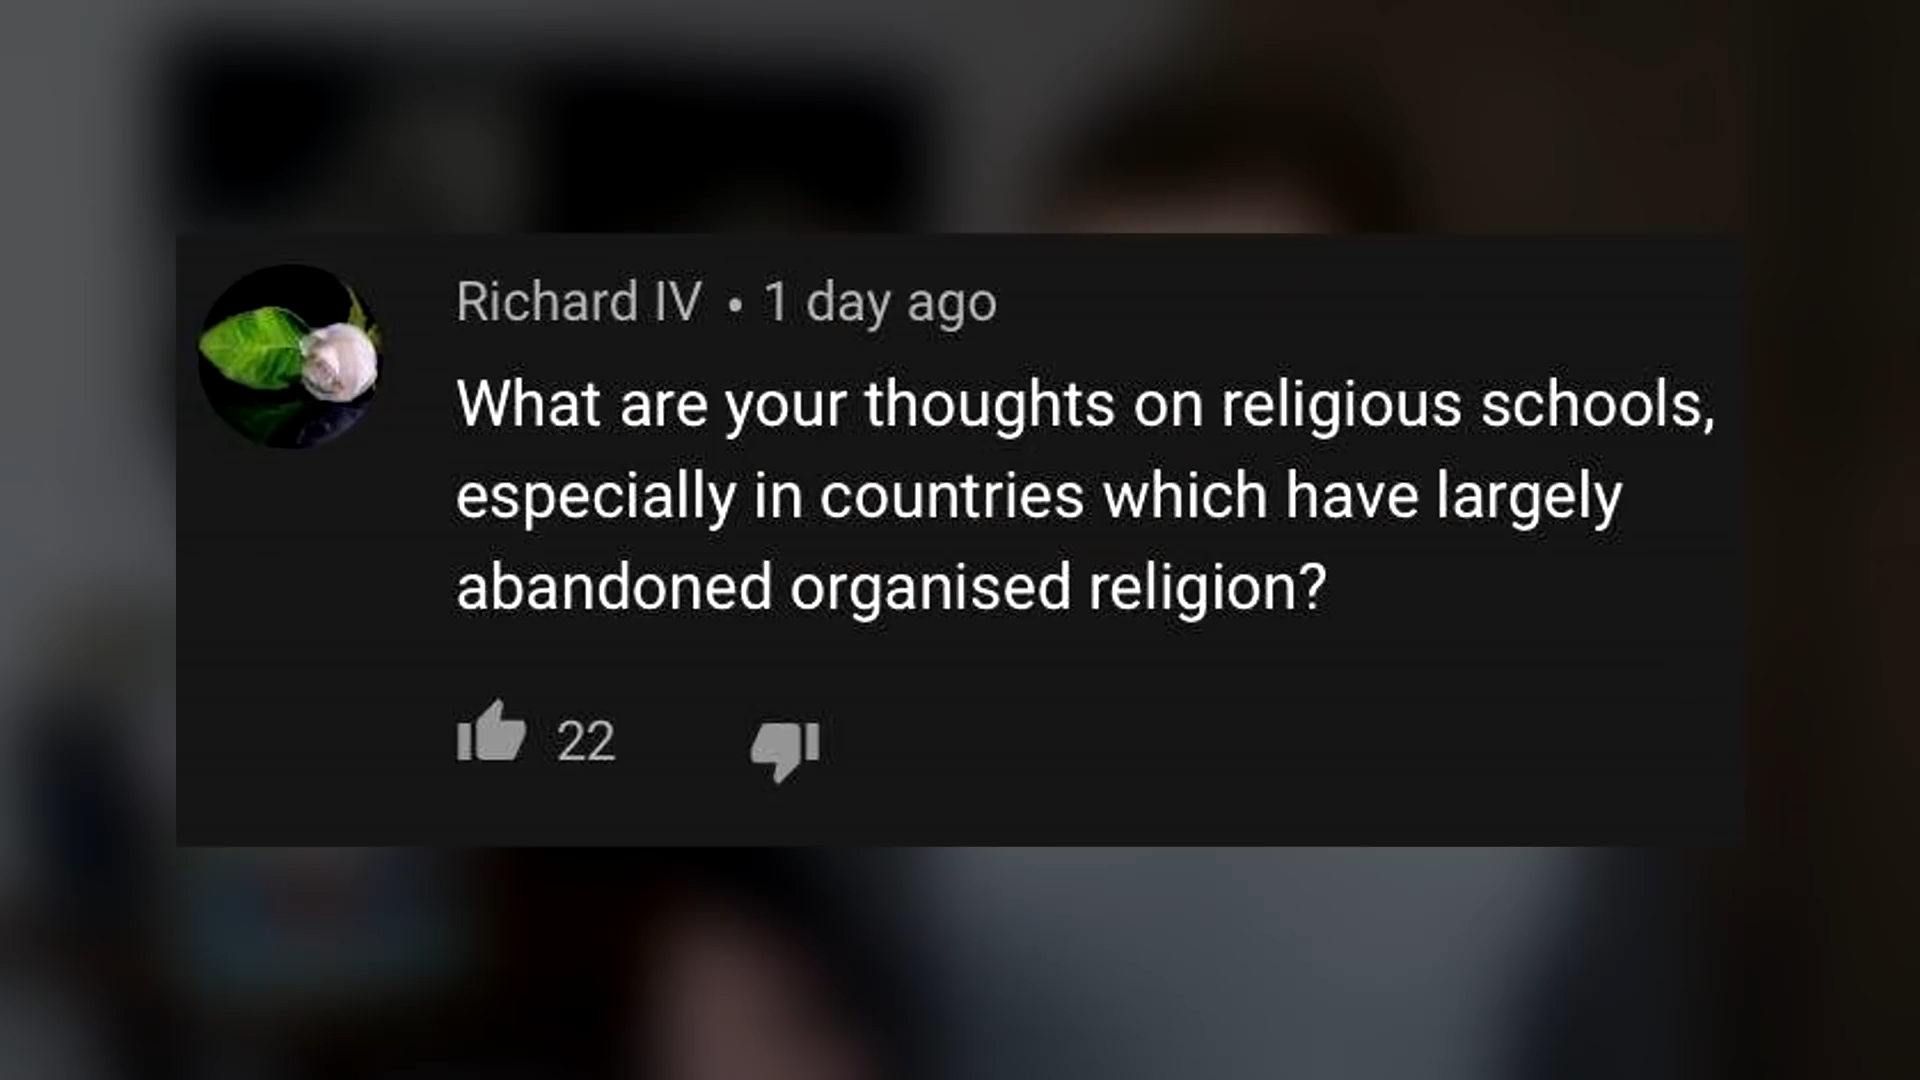 Richard IV • 1 day ago
What are your thoughts on religious schools,
especially in countries which have largely
abandoned organised religion?
22